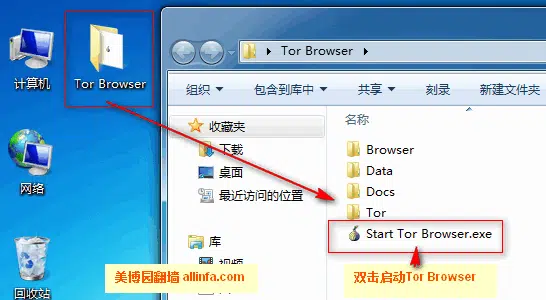 计算机
Tor Browser
网络
回收站
Tor Browser
组织
包含到库中
共享
刻录
新建文件夹
收藏夹
下载
桌面
最近访问的位置
库
视频
名称
Browser
Data
Docs
Tor
Start Tor Browser.exe
美博园翻墙 allinfa.com
双击启动Tor Browser